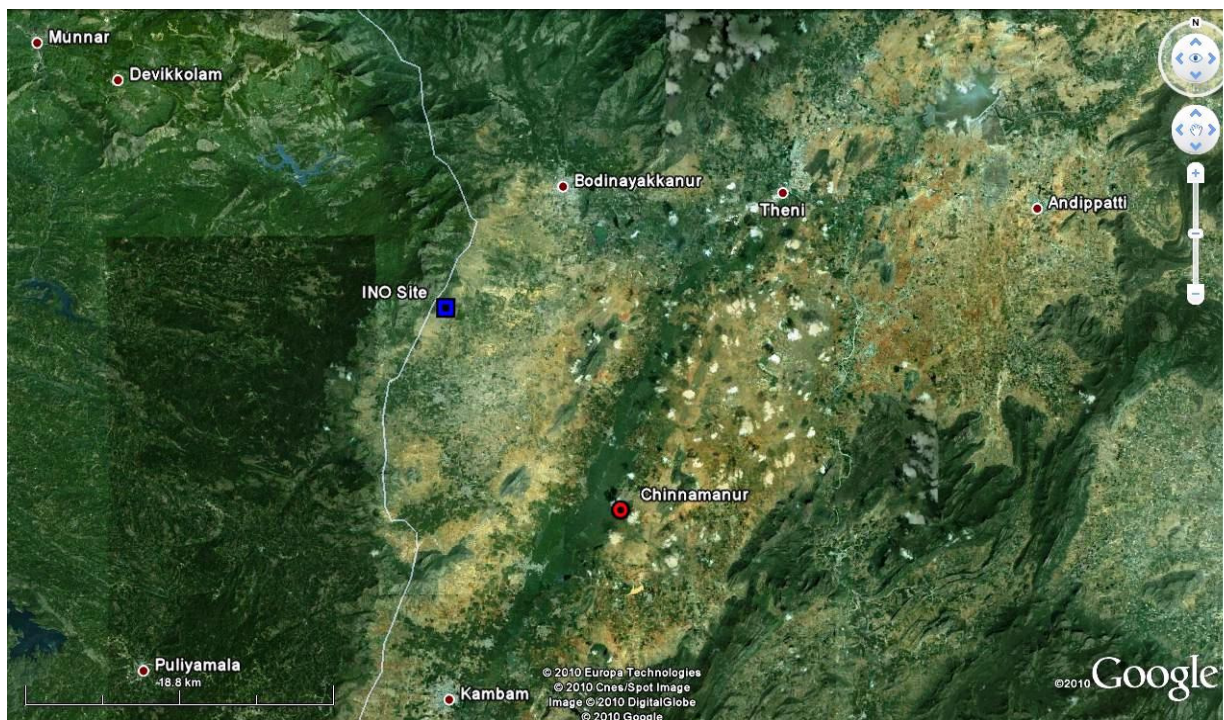 N
Munnar
Devikkolam
Bodinayakkanur
Theni
Andippatti
INO Site
Chinnamanur
Puliyamala
18.8 km
Kambam
© 2010 Europa Technologies
© 2010 Cnes/Spot Image
Image © 2010 DigitalGlobe
© 2010 Google
©2010 Google